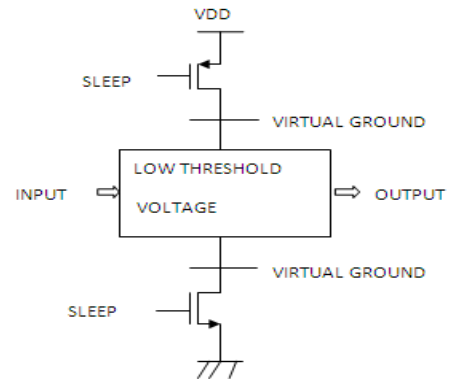 VDD
SLEEP
VIRTUAL GROUND
LOW THRESHOLD
INPUT
OUTPUT
VOLTAGE
VIRTUAL GROUND
SLEEP